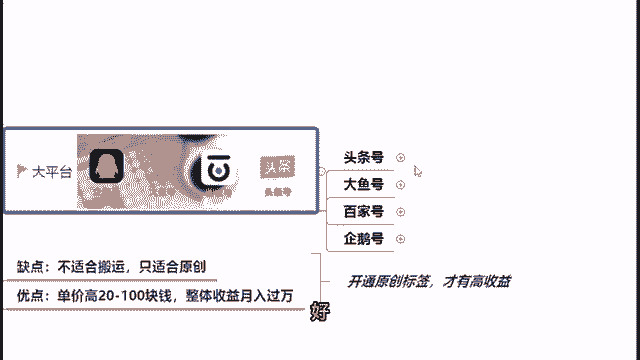 大平台
头条
头条号
头条号
大鱼号
百家号
企鹅号
缺点：不适合搬运，只适合原创
优点：单价高20-100块钱，整体收益月入过万
开通原创标签，才有高收益
好